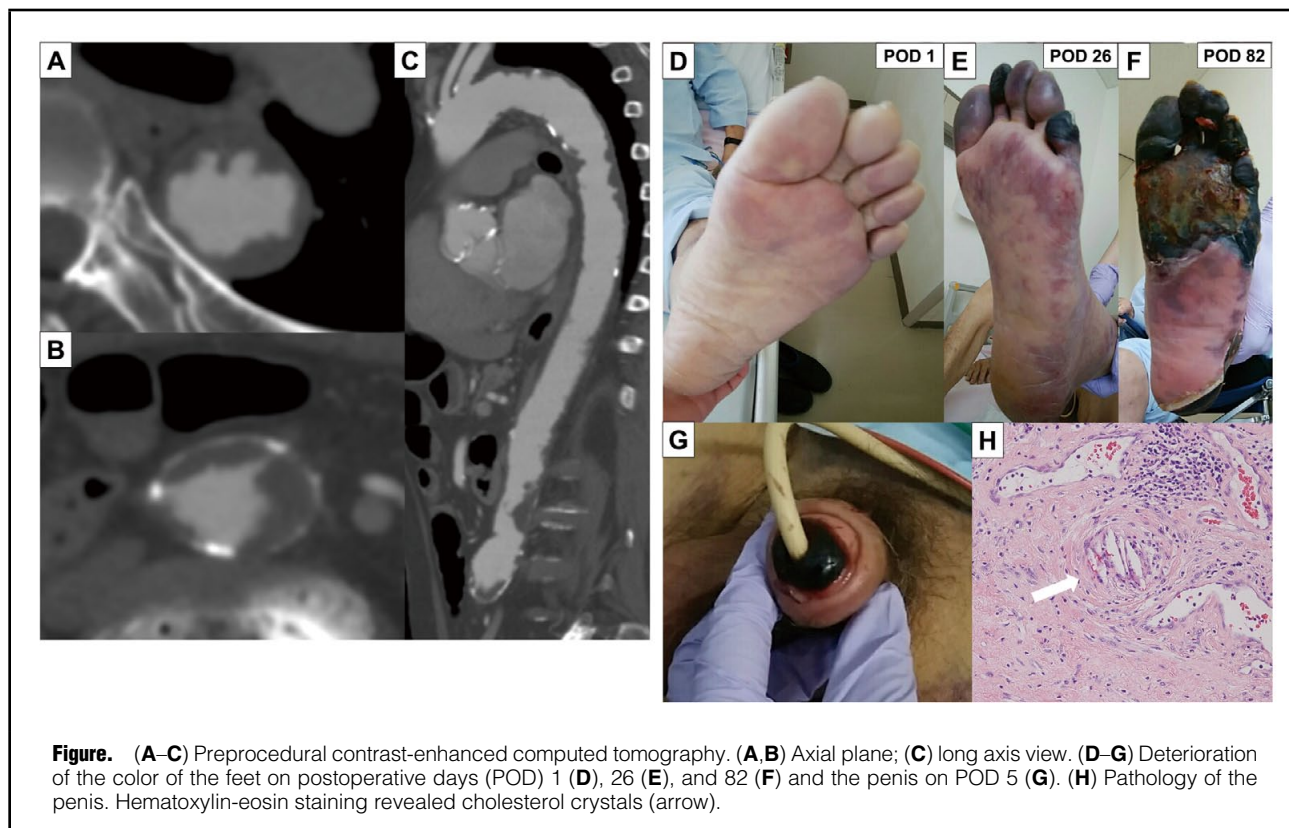 A
C
D
POD 1
E
POD 26
F
POD 82
B
G
H
Figure. (A–C) Preprocedural contrast-enhanced computed tomography. (A,B) Axial plane; (C) long axis view. (D–G) Deterioration
of the color of the feet on postoperative days (POD) 1 (D), 26 (E), and 82 (F) and the penis on POD 5 (G). (H) Pathology of the
penis. Hematoxylin-eosin staining revealed cholesterol crystals (arrow).